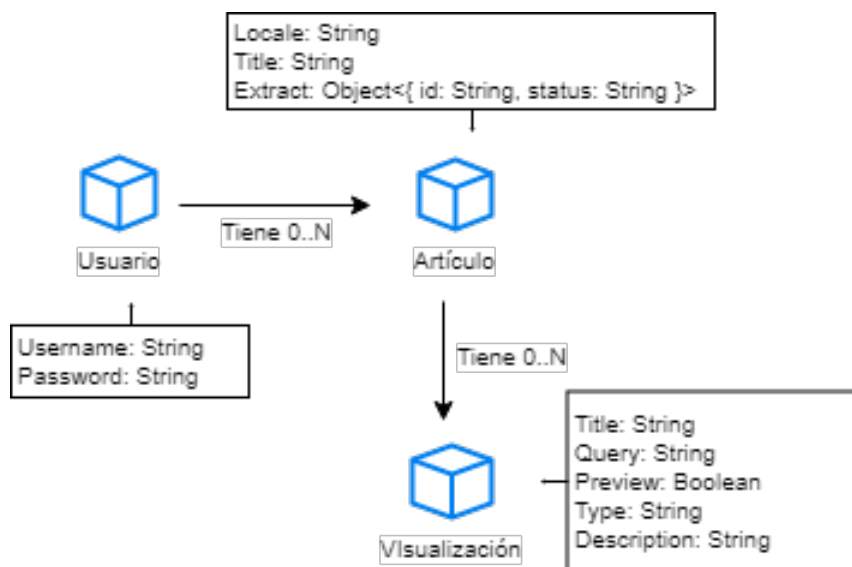 Locale: String
Title: String
Extract: Object<{ id: String, status: String }>
Tiene 0..N
Usuario
Artículo
Username: String
Password: String
Tiene 0..N
Title: String
Query: String
Preview: Boolean
Type: String
Description: String
VIsualización